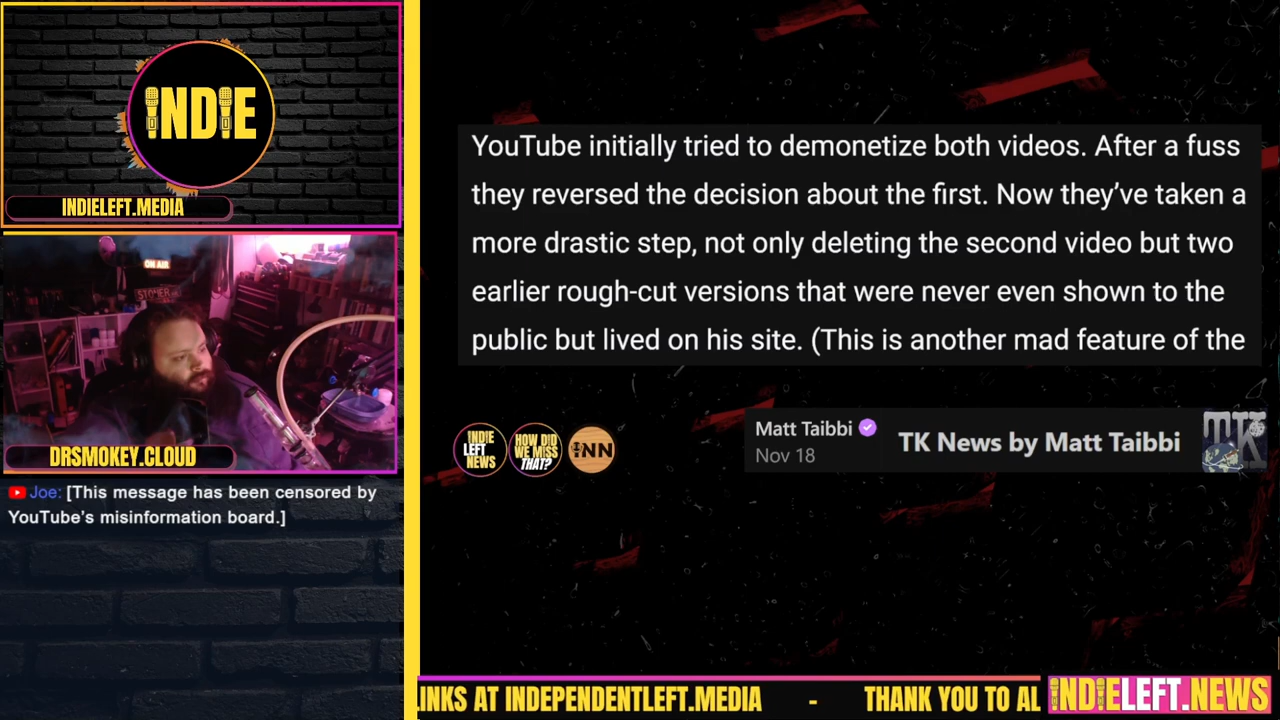 INDIE
INDIELEFT.MEDIA
ON AIR
STONER
DRSMOKEY.CLOUD
Joe: [This message has been censored by
YouTube's misinformation board.]
YouTube initially tried to demonetize both videos. After a fuss
they reversed the decision about the first. Now they’ve taken a
more drastic step, not only deleting the second video but two
earlier rough-cut versions that were never even shown to the
public but lived on his site. (This is another mad feature of the
INDIE
LEFT
NEWS
HOW DID
WE MISS
THAT?
INN
Matt Taibbi
Nov 18
TK News by Matt Taibbi
TK
INKS AT INDEPENDENTLEFT.MEDIA - THANK YOU TO AL
INDIELEFT.NEWS